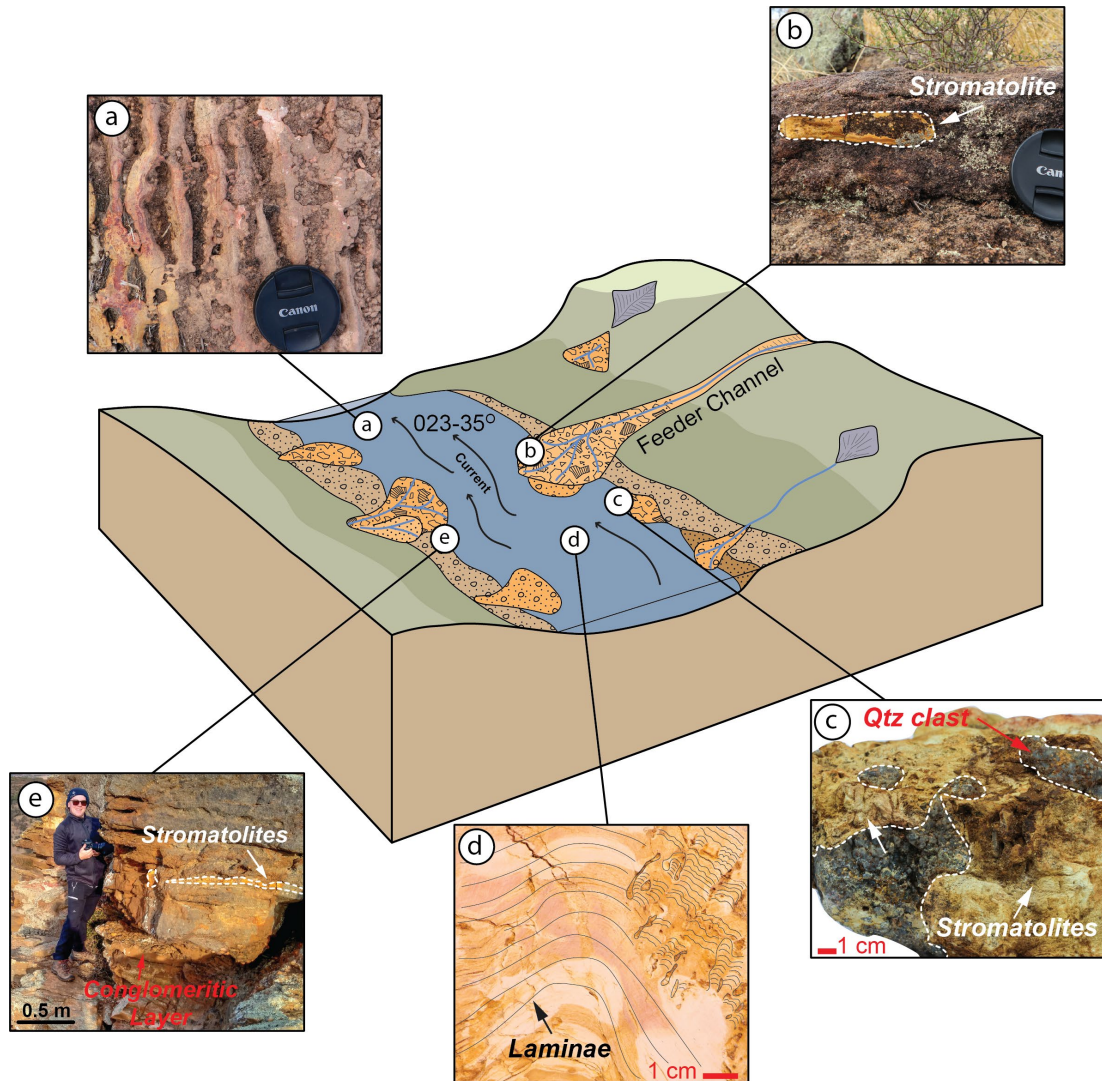 a
Canon
b
Stromatolite
Can
023-35°
Current
Feeder Channel
a
b
c
d
e
c
Qtz clast
Stromatolites
1 cm
d
Laminae
1 cm
e
Stromatolites
Conglomeritic
Layer
0.5 m